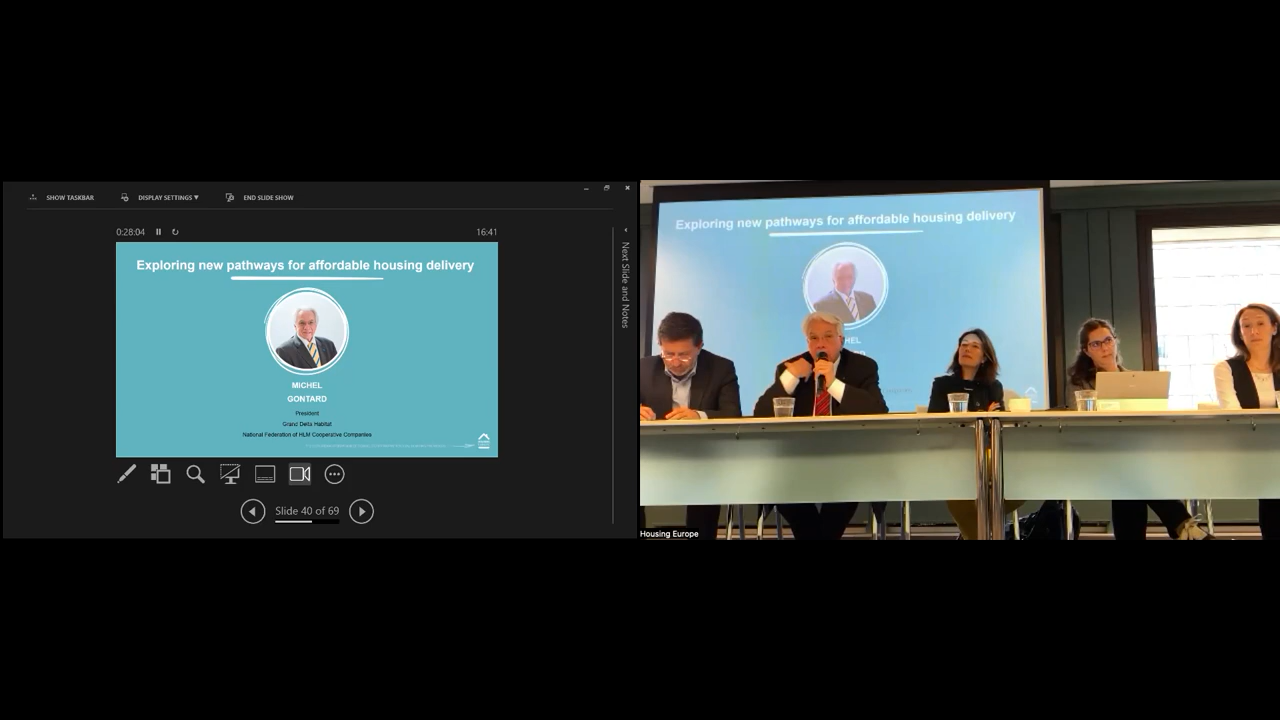 SHOW TASKBAR
DISPLAY SETTINGS ▾
END SLIDE SHOW
0:28:04
16:41
Exploring new pathways for affordable housing delivery
MICHEL
GONTARD
President
Grand Delta Habitat
National Federation of HLM Cooperative Companies
Slide 40 of 69
Next Slide and Notes
Exploring new pathways for affordable housing delivery
Housing Europe